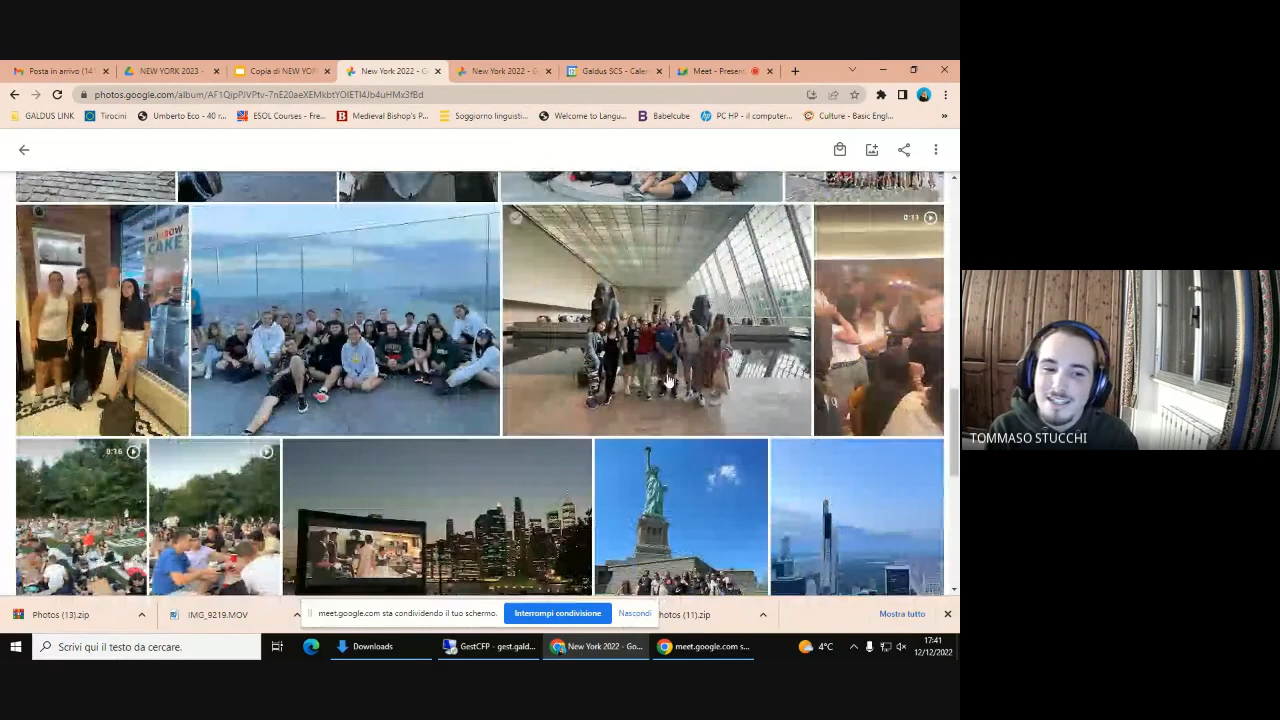 Posta in arrivo (141
NEW YORK 2023 -
Copia di NEW YOR
New York 2022 - G
New York 2022 - G
Galdus SCS - Calen
Meet - Present
photos.google.com/album/AF1QipPJVPtv-7nE20aeXEMkbtYOIETl4Jb4uHMx3fBd
GALDUS LINK
Tirocini
Umberto Eco - 40 r...
ESOL Courses - Fre...
Medieval Bishop's P...
Soggiorno linguisti...
Welcome to Langu...
Babelcube
PC HP - il computer...
Culture - Basic Engl...
»
RAINBOW
CAKE
0:11
0:16
TOMMASO STUCCHI
Photos (13).zip
IMG_9219.MOV
meet.google.com sta condividendo il tuo schermo.
Interrompi condivisione
Nascondi
hotos (11).zip
Mostra tutto
Scrivi qui il testo da cercare.
Downloads
GestCFP - gest.gald...
New York 2022 - Go...
meet.google.com s...
4°C
17:41
12/12/2022